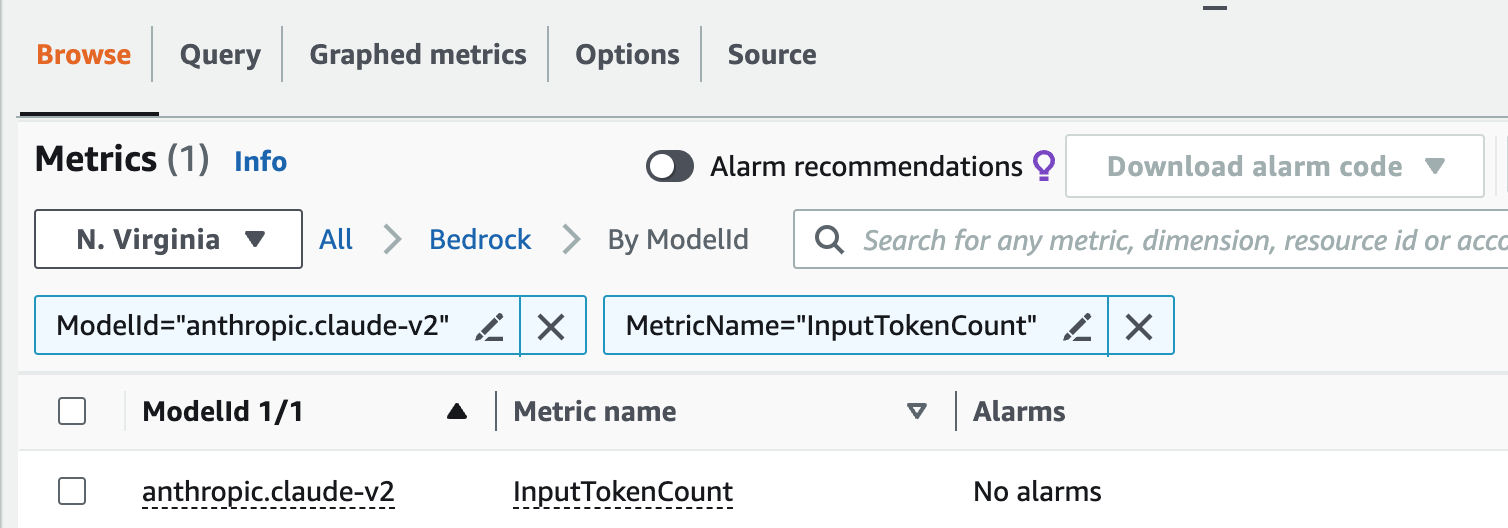 Browse Query Graphed metrics Options Source
Metrics (1) Info Alarm recommendations Download alarm code
N. Virginia All Bedrock By ModelId Search for any metric, dimension, resource id or
ModelId="anthropic.claude-v2" MetricName="InputTokenCount"
ModelId 1/1 Metric name Alarms
anthropic.claude-v2 InputTokenCount No alarms